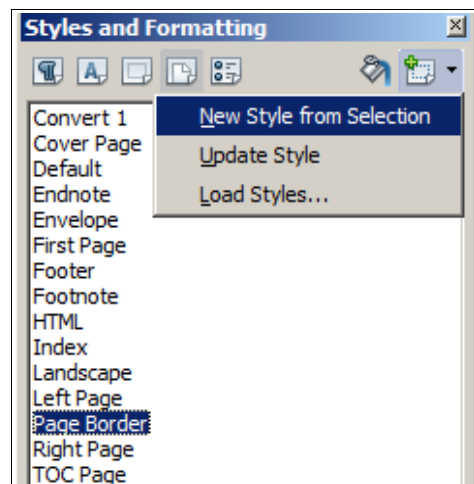 Styles and Formatting
New Style from Selection
Update Style
Load Styles...
Convert 1
Cover Page
Default
Endnote
Envelope
First Page
Footer
Footnote
HTML
Index
Landscape
Left Page
Page Border
Right Page
TOC Page